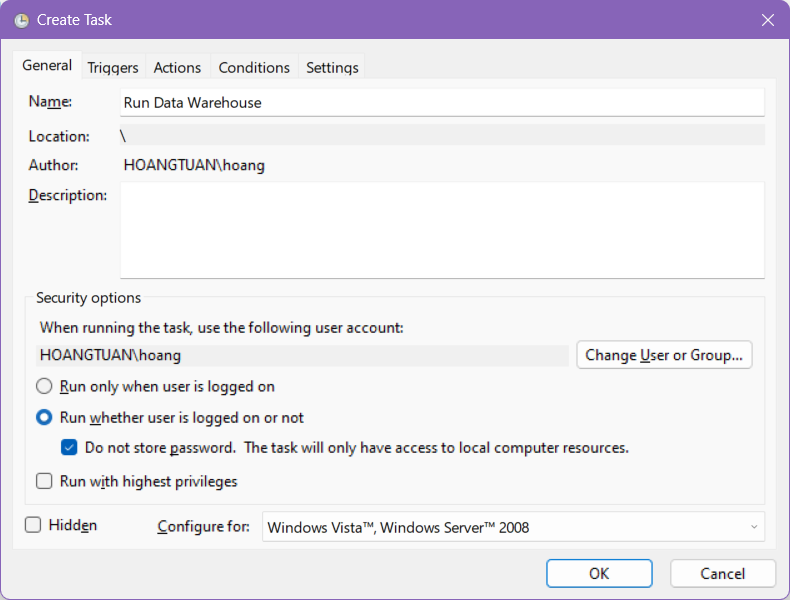 Create Task
General Triggers Actions Conditions Settings
Name: Run Data Warehouse
Location: \
Author: HOANGTUAN\hoang
Description:
Security options
When running the task, use the following user account:
HOANGTUAN\hoang Change User or Group...
Run only when user is logged on
Run whether user is logged on or not
Do not store password. The task will only have access to local computer resources.
Run with highest privileges
Hidden Configure for: Windows Vista™, Windows Server™ 2008
OK Cancel